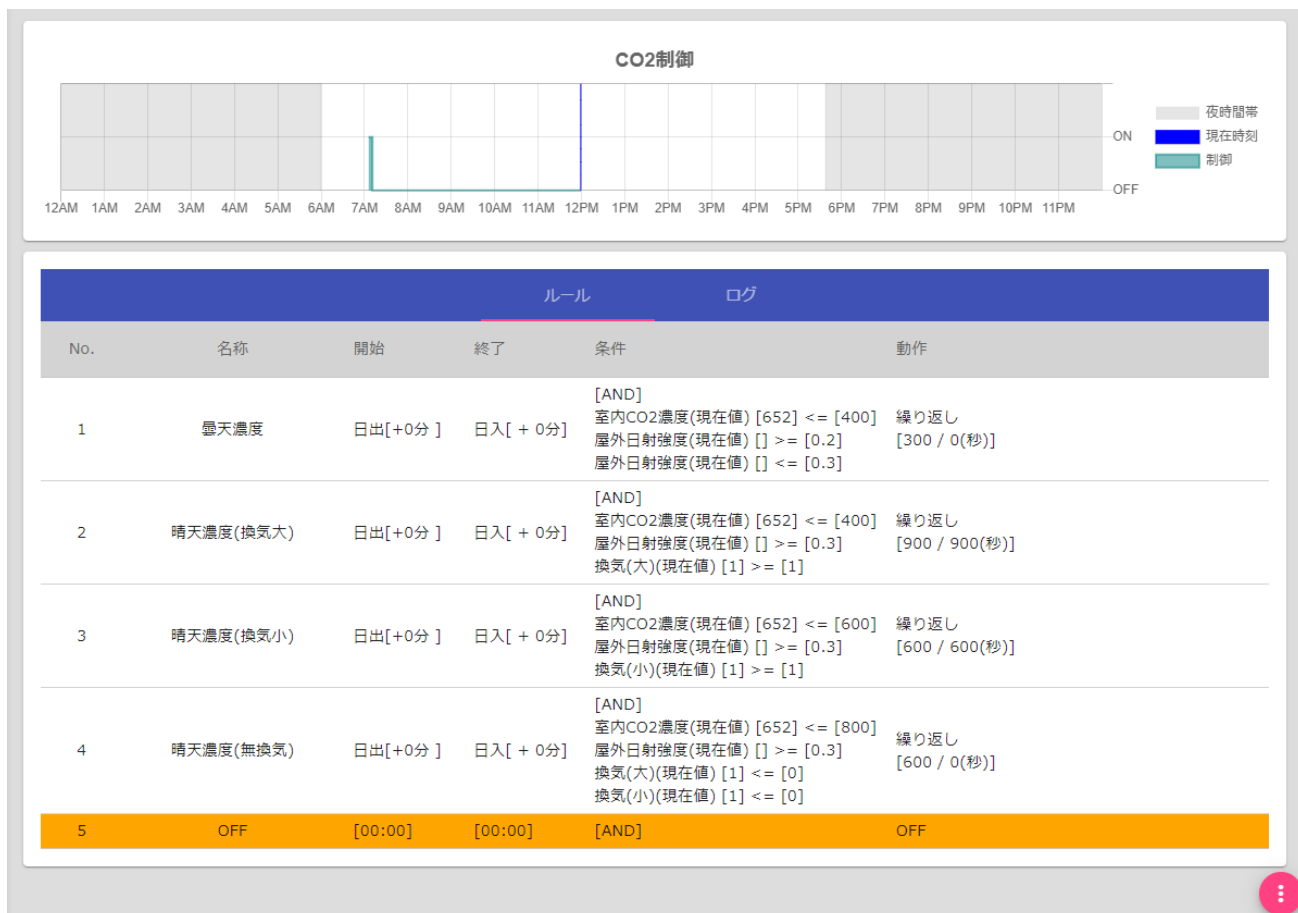 CO2制御
夜時間帯
現在時刻
制御
ON
OFF
12AM 1AM 2AM 3AM 4AM 5AM 6AM 7AM 8AM 9AM 10AM 11AM 12PM 1PM 2PM 3PM 4PM 5PM 6PM 7PM 8PM 9PM 10PM 11PM
ルール ログ
No. 名称 開始 終了 条件 動作
1 曇天濃度 日出[+0分 ] 日入[ + 0分]
[AND]
室内CO2濃度(現在値) [652] <= [400]
屋外日射強度(現在値) [] >= [0.2]
屋外日射強度(現在値) [] <= [0.3]
繰り返し
[300 / 0(秒)]
2 晴天濃度(換気大) 日出[+0分 ] 日入[ + 0分]
[AND]
室内CO2濃度(現在値) [652] <= [400]
屋外日射強度(現在値) [] >= [0.3]
換気(大)(現在値) [1] >= [1]
繰り返し
[900 / 900(秒)]
3 晴天濃度(換気小) 日出[+0分 ] 日入[ + 0分]
[AND]
室内CO2濃度(現在値) [652] <= [600]
屋外日射強度(現在値) [] >= [0.3]
換気(小)(現在値) [1] >= [1]
繰り返し
[600 / 600(秒)]
4 晴天濃度(無換気) 日出[+0分 ] 日入[ + 0分]
[AND]
室内CO2濃度(現在値) [652] <= [800]
屋外日射強度(現在値) [] >= [0.3]
換気(大)(現在値) [1] <= [0]
換気(小)(現在値) [1] <= [0]
繰り返し
[600 / 0(秒)]
5 OFF [00:00] [00:00] [AND] OFF